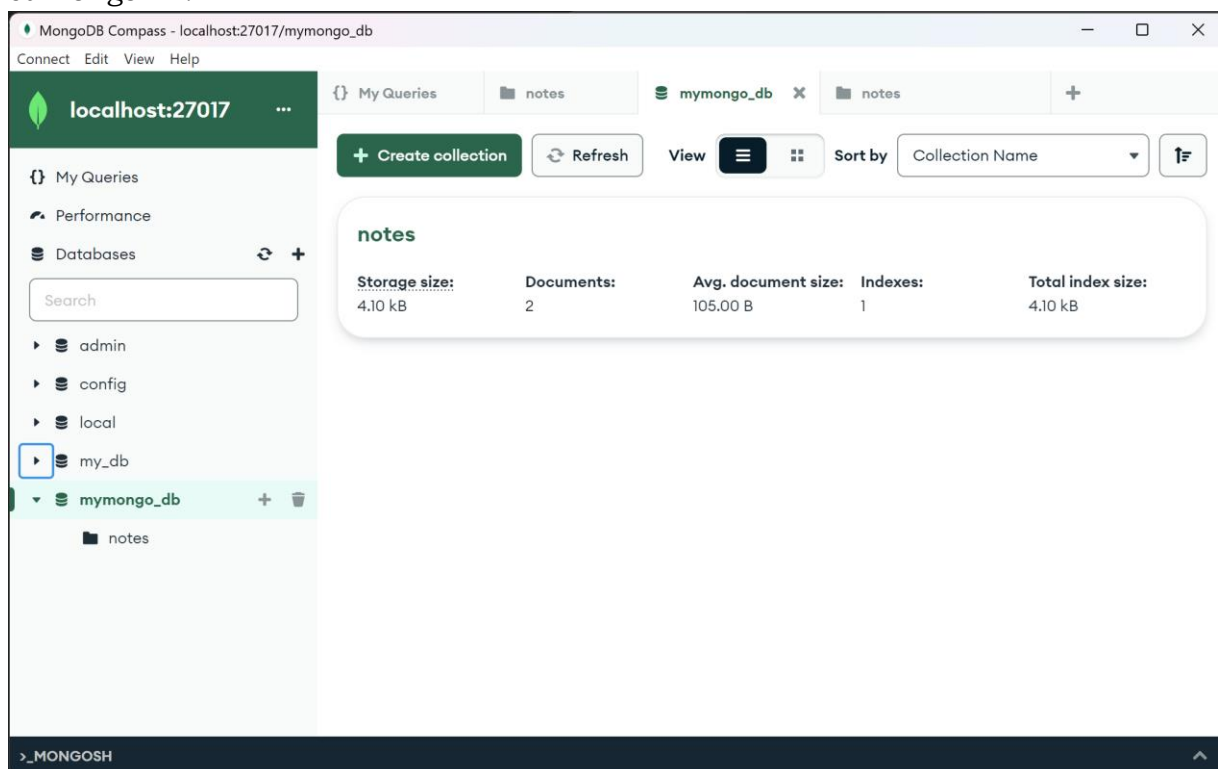 MongoDB Compass - localhost:27017/mymongo_db
Connect Edit View Help
localhost:27017 ...
{} My Queries
Performance
Databases
Search
admin
config
local
my_db
mymongo_db
notes
{} My Queries notes mymongo_db notes
+ Create collection Refresh View Sort by Collection Name
notes
Storage size: Documents: Avg. document size: Indexes: Total index size:
4.10 kB 2 105.00 B 1 4.10 kB
>_MONGOSH